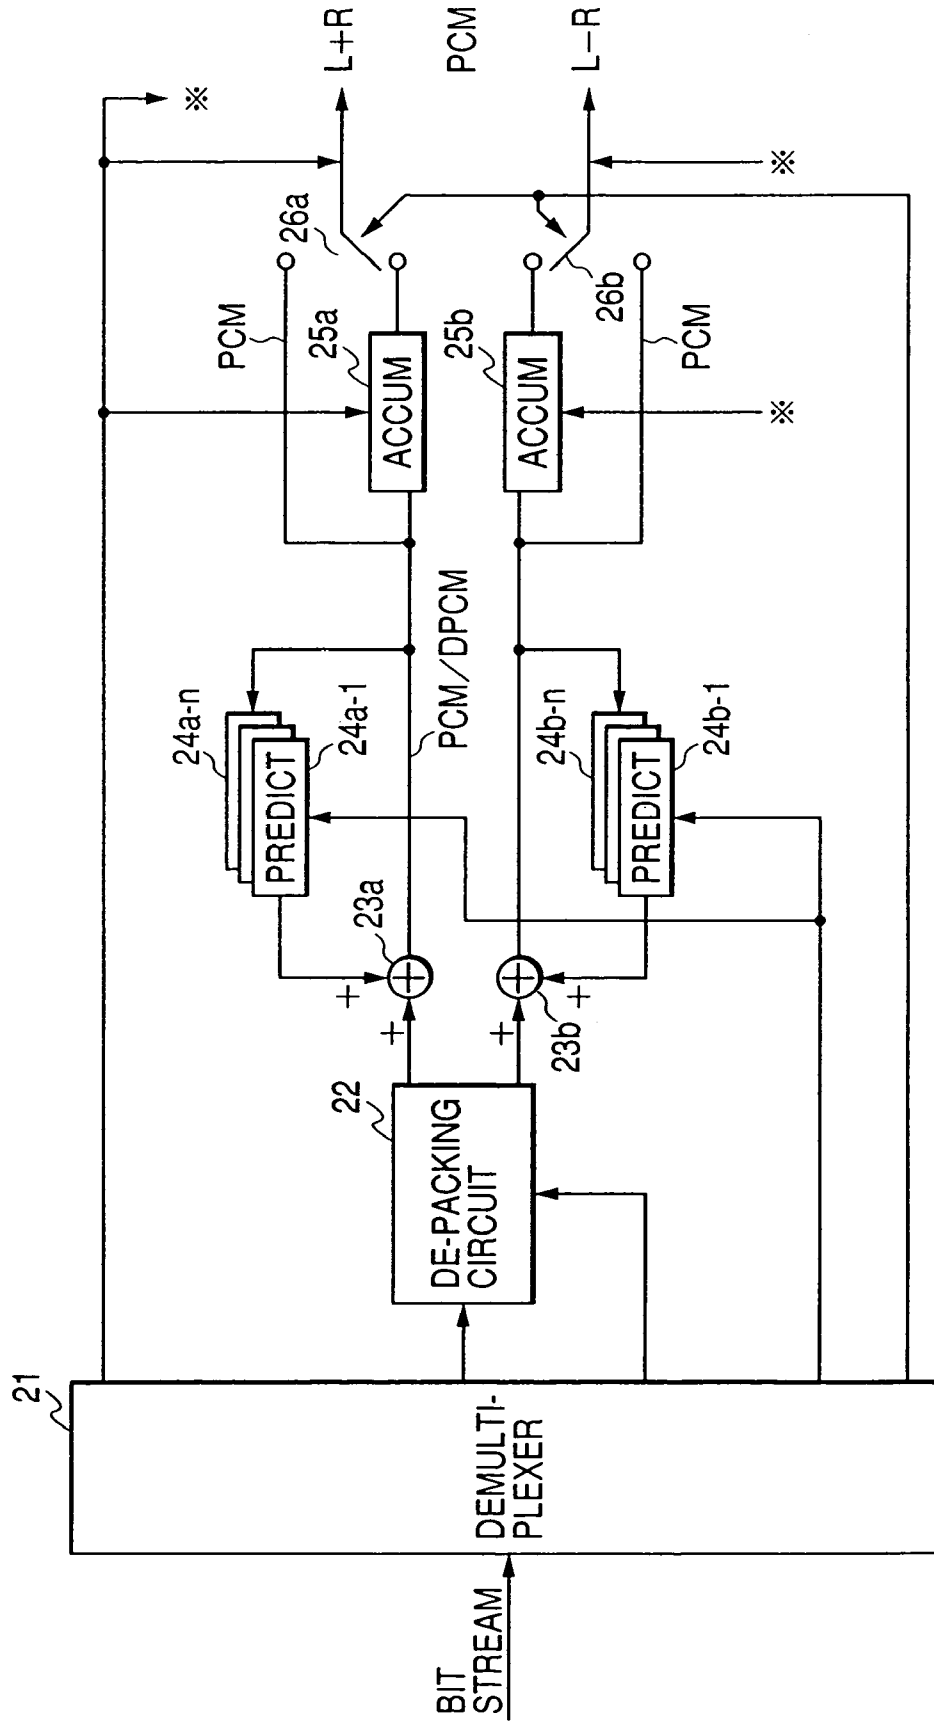 BIT
STREAM
21
DEMULTI-
PLEXER
22
DE-PACKING
CIRCUIT
+
+
23a
+
+
23b
24a-n
PREDICT
24a-1
24b-n
PREDICT
24b-1
PCM/DPCM
PCM
25a
ACCUM
25b
ACCUM
PCM
26a
26b
※
※
※
L+R
PCM
L−R